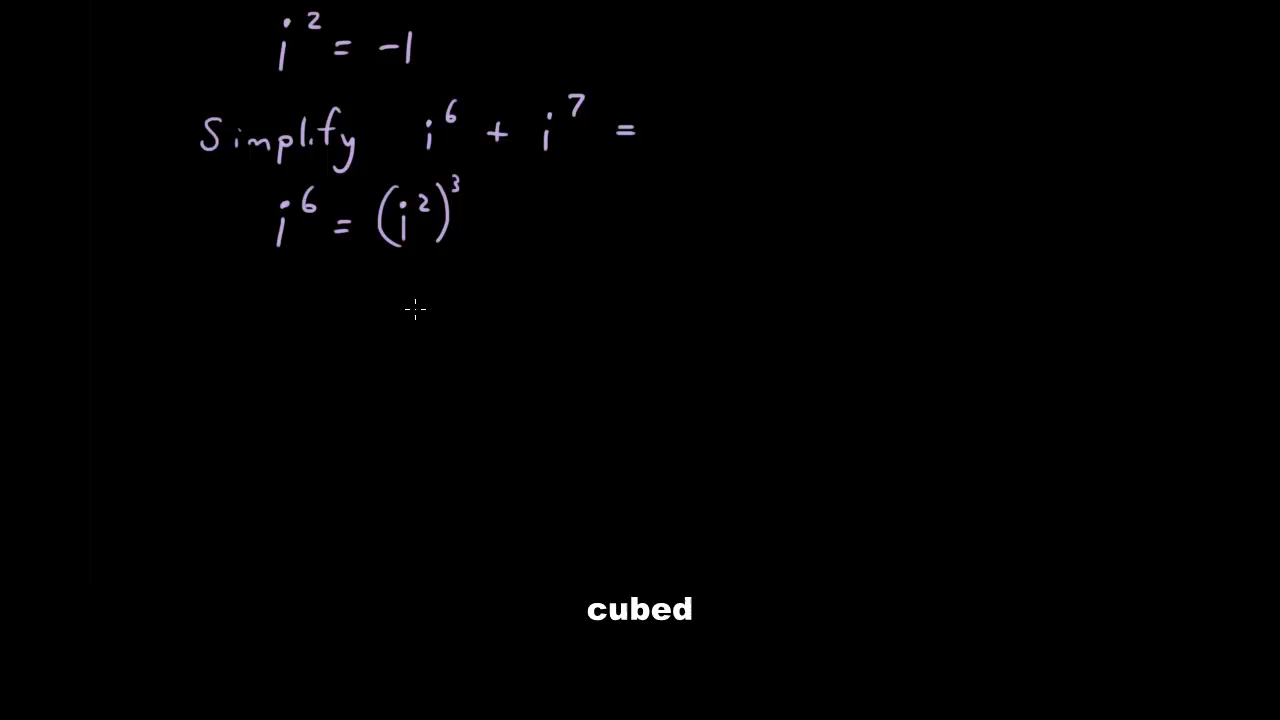 i² = -1
Simplify i⁶ + i⁷ =
i⁶ = (i²)³
cubed